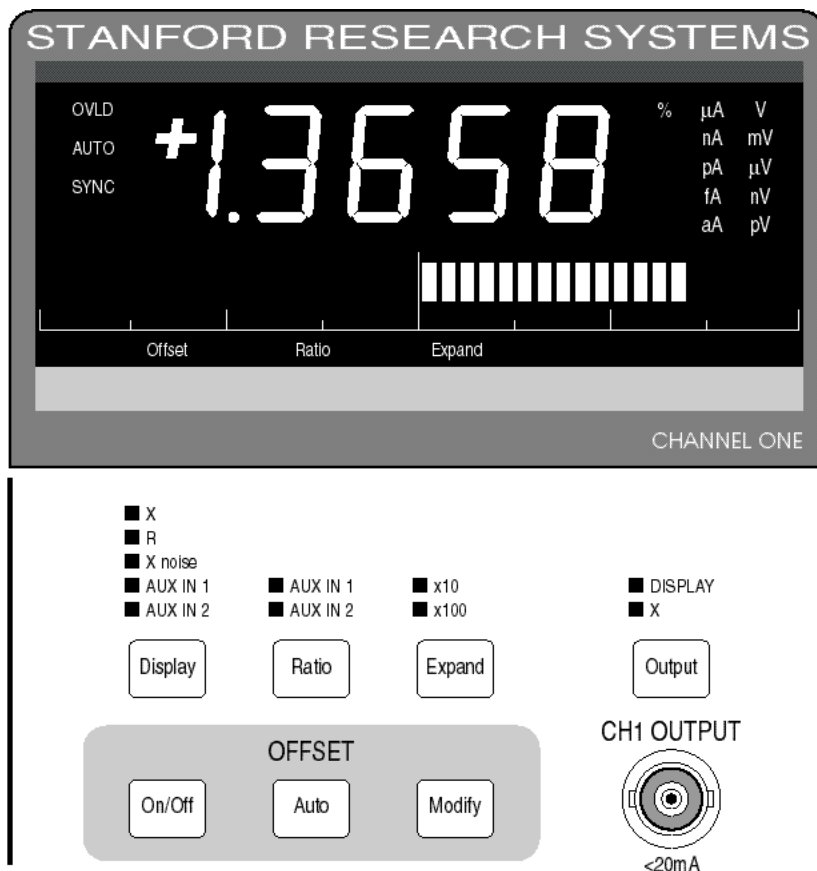 STANFORD RESEARCH SYSTEMS
OVLD
AUTO
SYNC
+1.3658
% µA V
nA mV
pA µV
fA nV
aA pV
Offset Ratio Expand
CHANNEL ONE
X
R
X noise
AUX IN 1 AUX IN 1 x10 DISPLAY
AUX IN 2 AUX IN 2 x100 X
Display Ratio Expand Output
OFFSET
CH1 OUTPUT
On/Off Auto Modify
<20mA